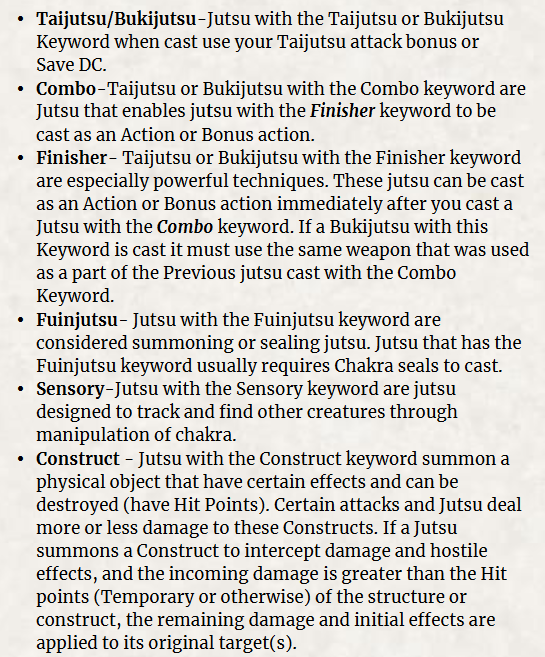 • Taijutsu/Bukijutsu-Jutsu with the Taijutsu or Bukijutsu
Keyword when cast use your Taijutsu attack bonus or
Save DC.
• Combo-Taijutsu or Bukijutsu with the Combo keyword are
Jutsu that enables jutsu with the Finisher keyword to be
cast as an Action or Bonus action.
• Finisher- Taijutsu or Bukijutsu with the Finisher keyword
are especially powerful techniques. These jutsu can be cast
as an Action or Bonus action immediately after you cast a
Jutsu with the Combo keyword. If a Bukijutsu with this
Keyword is cast it must use the same weapon that was used
as a part of the Previous jutsu cast with the Combo
Keyword.
• Fuinjutsu- Jutsu with the Fuinjutsu keyword are
considered summoning or sealing jutsu. Jutsu that has the
Fuinjutsu keyword usually requires Chakra seals to cast.
• Sensory-Jutsu with the Sensory keyword are jutsu
designed to track and find other creatures through
manipulation of chakra.
• Construct - Jutsu with the Construct keyword summon a
physical object that have certain effects and can be
destroyed (have Hit Points). Certain attacks and Jutsu deal
more or less damage to these Constructs. If a Jutsu
summons a Construct to intercept damage and hostile
effects, and the incoming damage is greater than the Hit
points (Temporary or otherwise) of the structure or
construct, the remaining damage and initial effects are
applied to its original target(s).